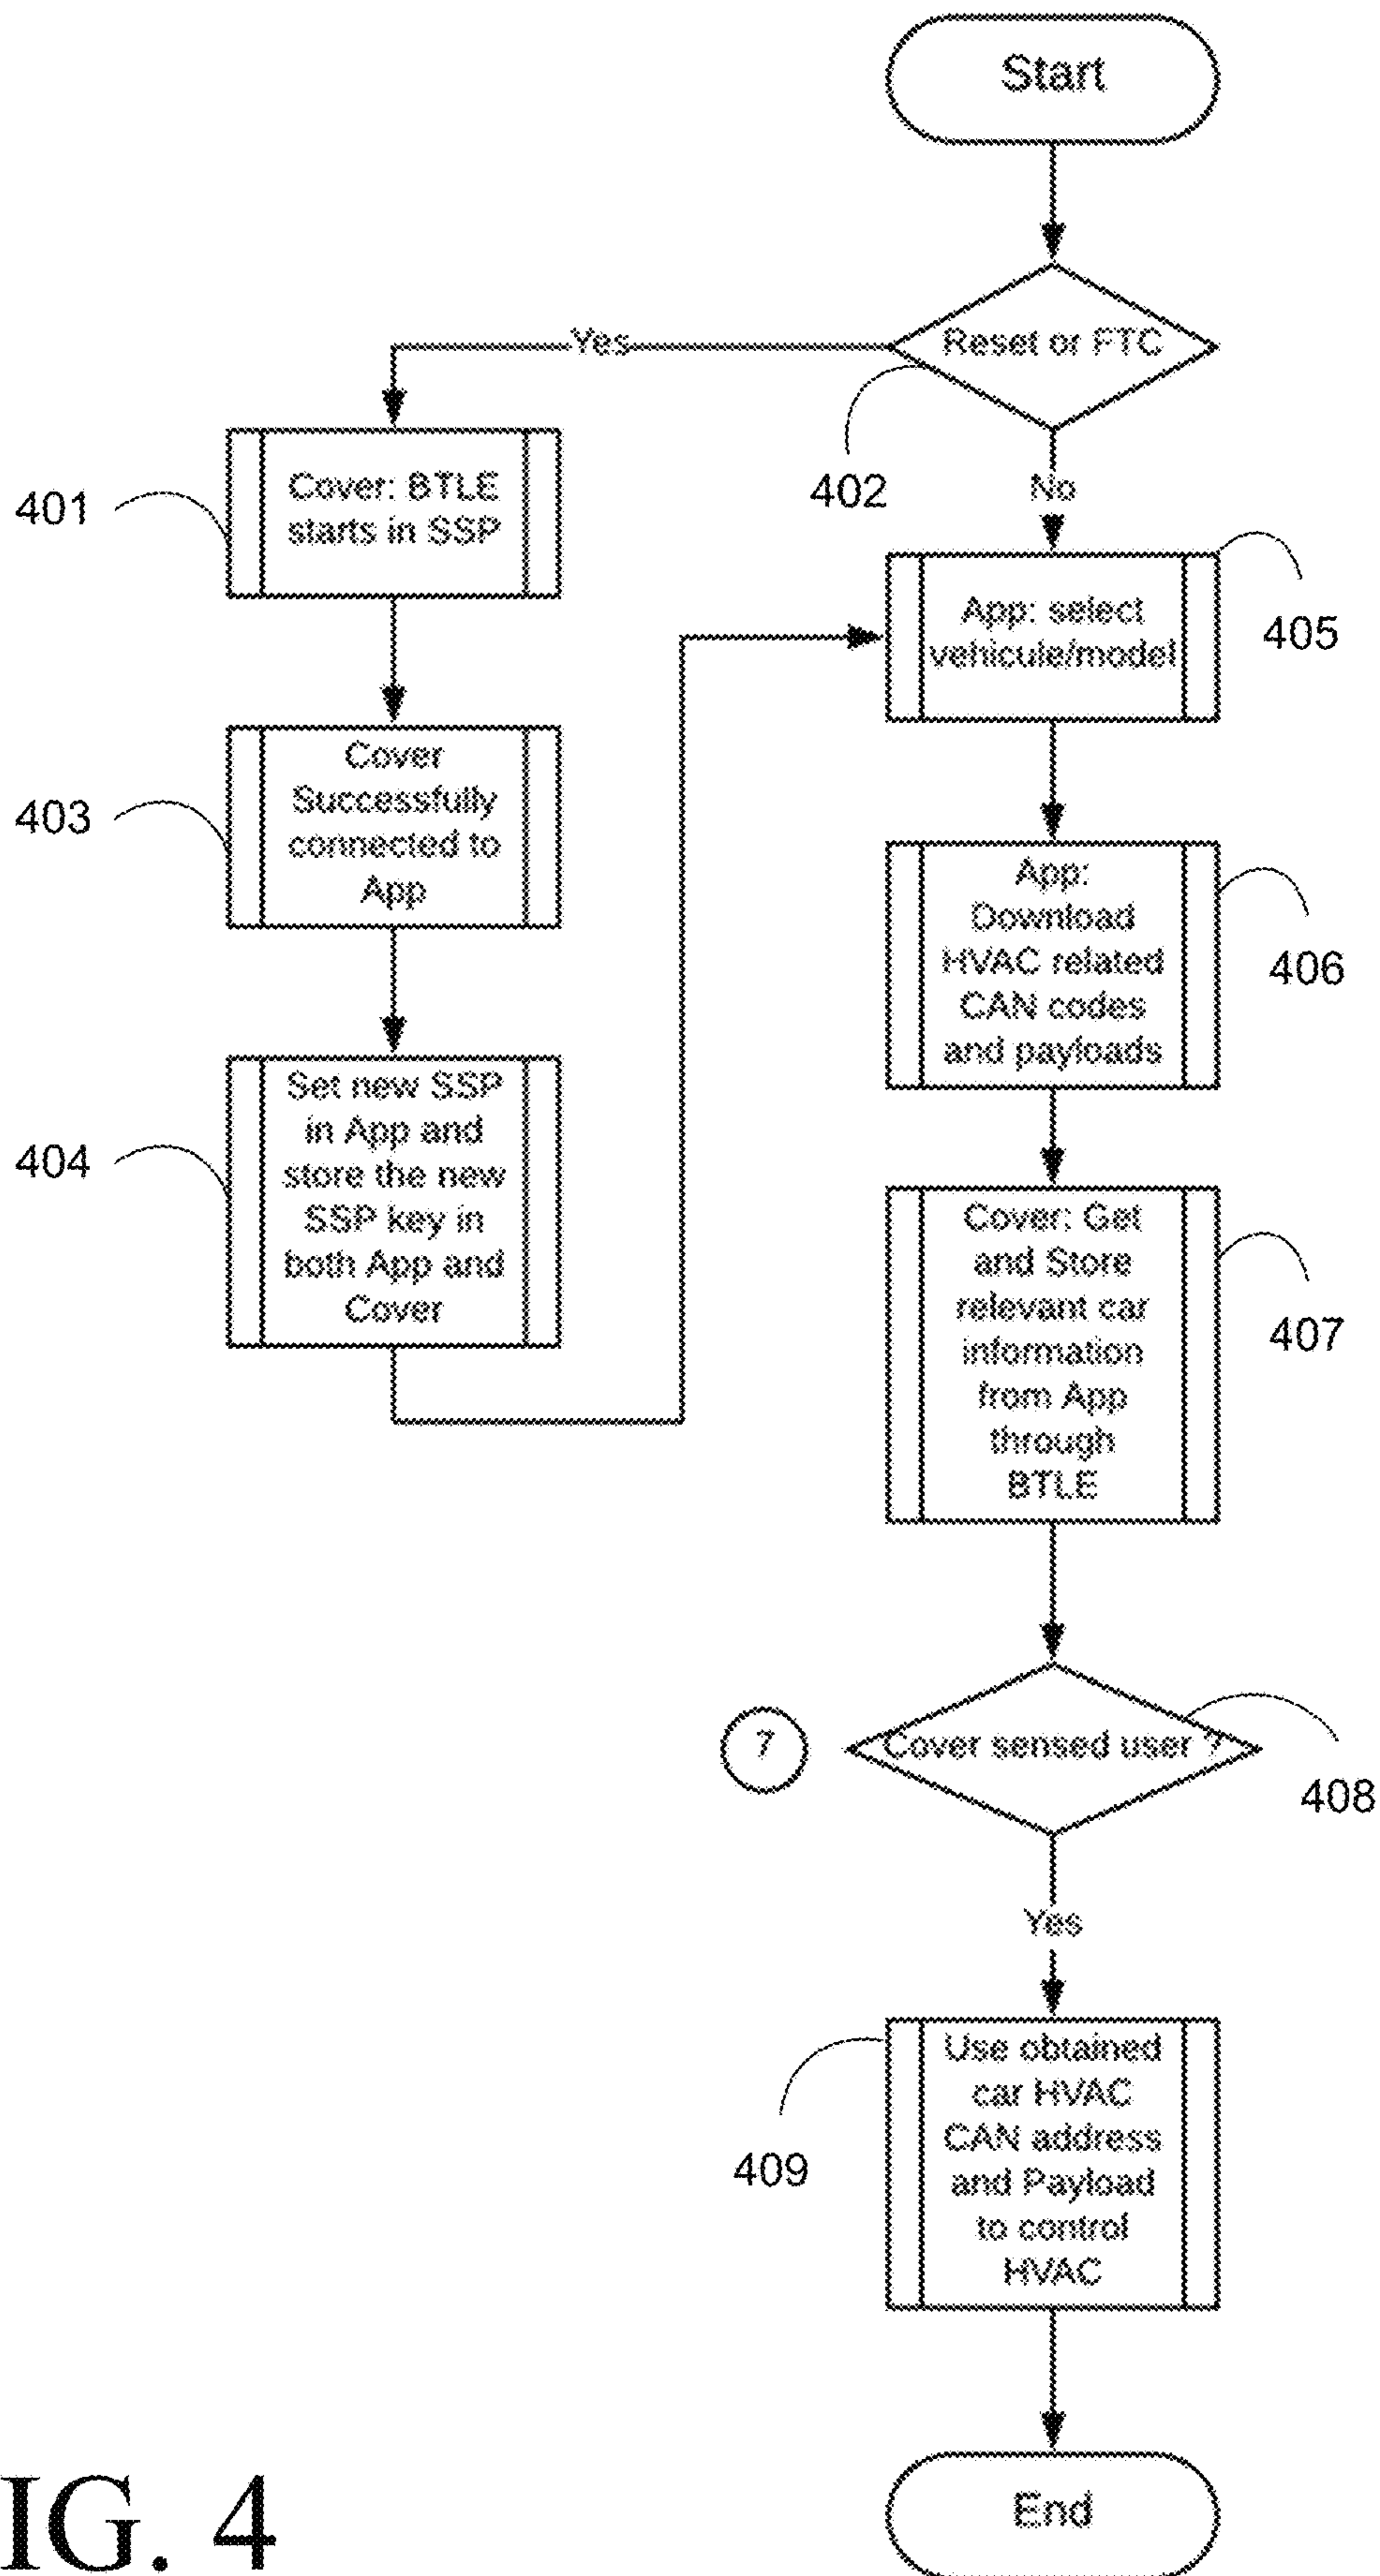 Start
Reset or FTC
Yes
402
No
401
Cover: BTLE
starts in SSP
App: select
vehicule/model
405
403
Cover
Successfully
connected to
App
App:
Download
HVAC related
CAN codes
and payloads
406
404
Set new SSP
in App and
store the new
SSP key in
both App and
Cover
Cover: Get
and Store
relevant car
information
from App
through
BTLE
407
7
Cover sensed user ?
408
Yes
Use obtained
car HVAC
CAN address
and Payload
to control
HVAC
409
End
IG. 4